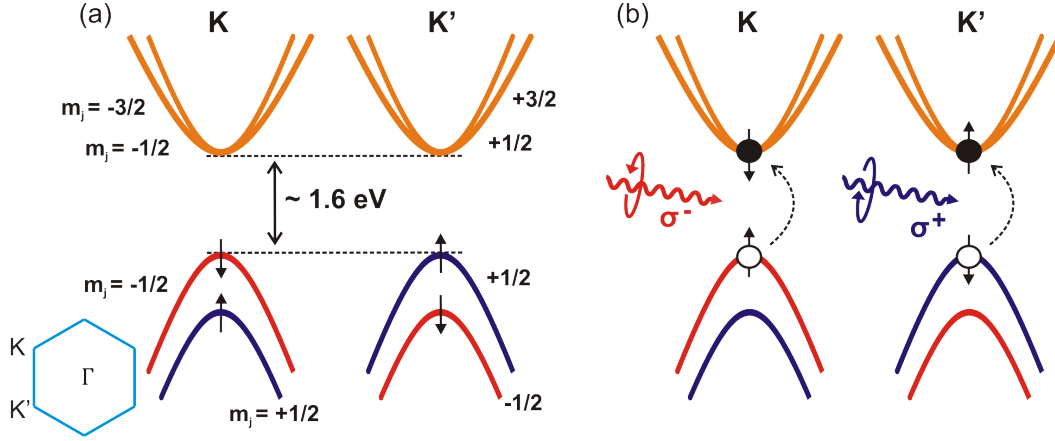 (a)
K
K’
m_j = -3/2
+3/2
m_j = -1/2
+1/2
~ 1.6 eV
m_j = -1/2
+1/2
K
Γ
K’
m_j = +1/2
-1/2
(b)
K
K’
σ⁻
σ⁺